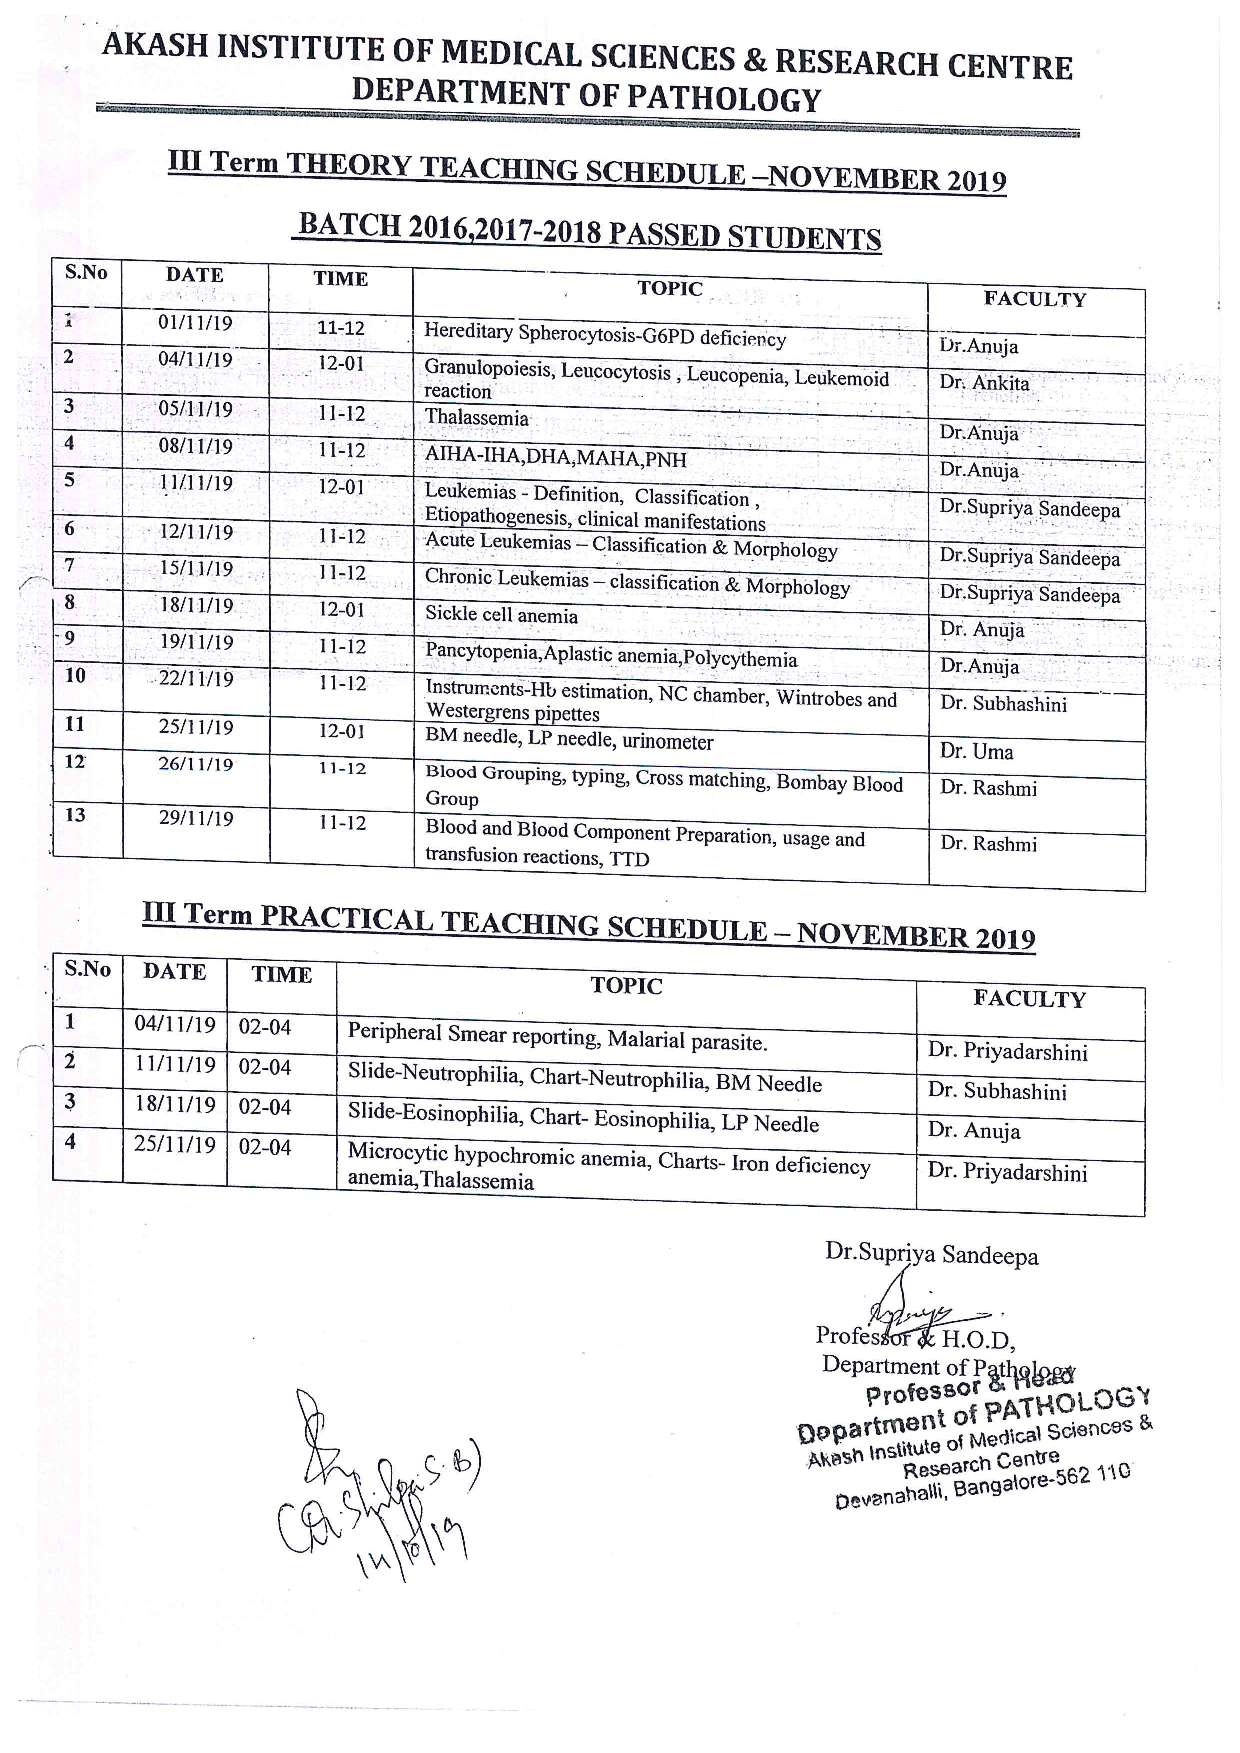 AKASH INSTITUTE OF MEDICAL SCIENCES & RESEARCH CENTRE
DEPARTMENT OF PATHOLOGY
III Term THEORY TEACHING SCHEDULE –NOVEMBER 2019
BATCH 2016,2017-2018 PASSED STUDENTS
S.No DATE TIME TOPIC FACULTY
1 01/11/19 11-12 Hereditary Spherocytosis-G6PD deficiency Dr.Anuja
2 04/11/19 12-01 Granulopoiesis, Leucocytosis , Leucopenia, Leukemoid Dr. Ankita
reaction
3 05/11/19 11-12 Thalassemia Dr.Anuja
4 08/11/19 11-12 AIHA-IHA,DHA,MAHA,PNH Dr.Anuja
5 11/11/19 12-01 Leukemias - Definition, Classification , Dr.Supriya Sandeepa
Etiopathogenesis, clinical manifestations
6 12/11/19 11-12 Acute Leukemias – Classification & Morphology Dr.Supriya Sandeepa
7 15/11/19 11-12 Chronic Leukemias – classification & Morphology Dr.Supriya Sandeepa
8 18/11/19 12-01 Sickle cell anemia Dr. Anuja
9 19/11/19 11-12 Pancytopenia,Aplastic anemia,Polycythemia Dr.Anuja
10 22/11/19 11-12 Instruments-Hb estimation, NC chamber, Wintrobes and Dr. Subhashini
Westergrens pipettes
11 25/11/19 12-01 BM needle, LP needle, urinometer Dr. Uma
12 26/11/19 11-12 Blood Grouping, typing, Cross matching, Bombay Blood Dr. Rashmi
Group
13 29/11/19 11-12 Blood and Blood Component Preparation, usage and Dr. Rashmi
transfusion reactions, TTD
III Term PRACTICAL TEACHING SCHEDULE – NOVEMBER 2019
S.No DATE TIME TOPIC FACULTY
1 04/11/19 02-04 Peripheral Smear reporting, Malarial parasite. Dr. Priyadarshini
2 11/11/19 02-04 Slide-Neutrophilia, Chart-Neutrophilia, BM Needle Dr. Subhashini
3 18/11/19 02-04 Slide-Eosinophilia, Chart- Eosinophilia, LP Needle Dr. Anuja
4 25/11/19 02-04 Microcytic hypochromic anemia, Charts- Iron deficiency Dr. Priyadarshini
anemia,Thalassemia
Dr.Supriya Sandeepa
Professor & H.O.D,
Department of Pathology
Professor & Head
Department of PATHOLOGY
Akash Institute of Medical Sciences &
Research Centre
Devanahalli, Bangalore-562 110
(Dr. Shilpa S.B)